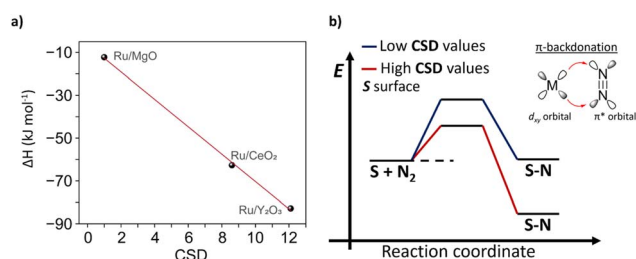 a)
ΔH (kJ mol⁻¹)
−10
−30
−50
−70
−90
Ru/MgO
Ru/CeO₂
Ru/Y₂O₃
0 2 4 6 8 10 12
CSD
b)
E
Low CSD values
High CSD values
S surface
S + N₂
S-N
S-N
Reaction coordinate
π-backdonation
M
N
N
dxy orbital
π* orbital